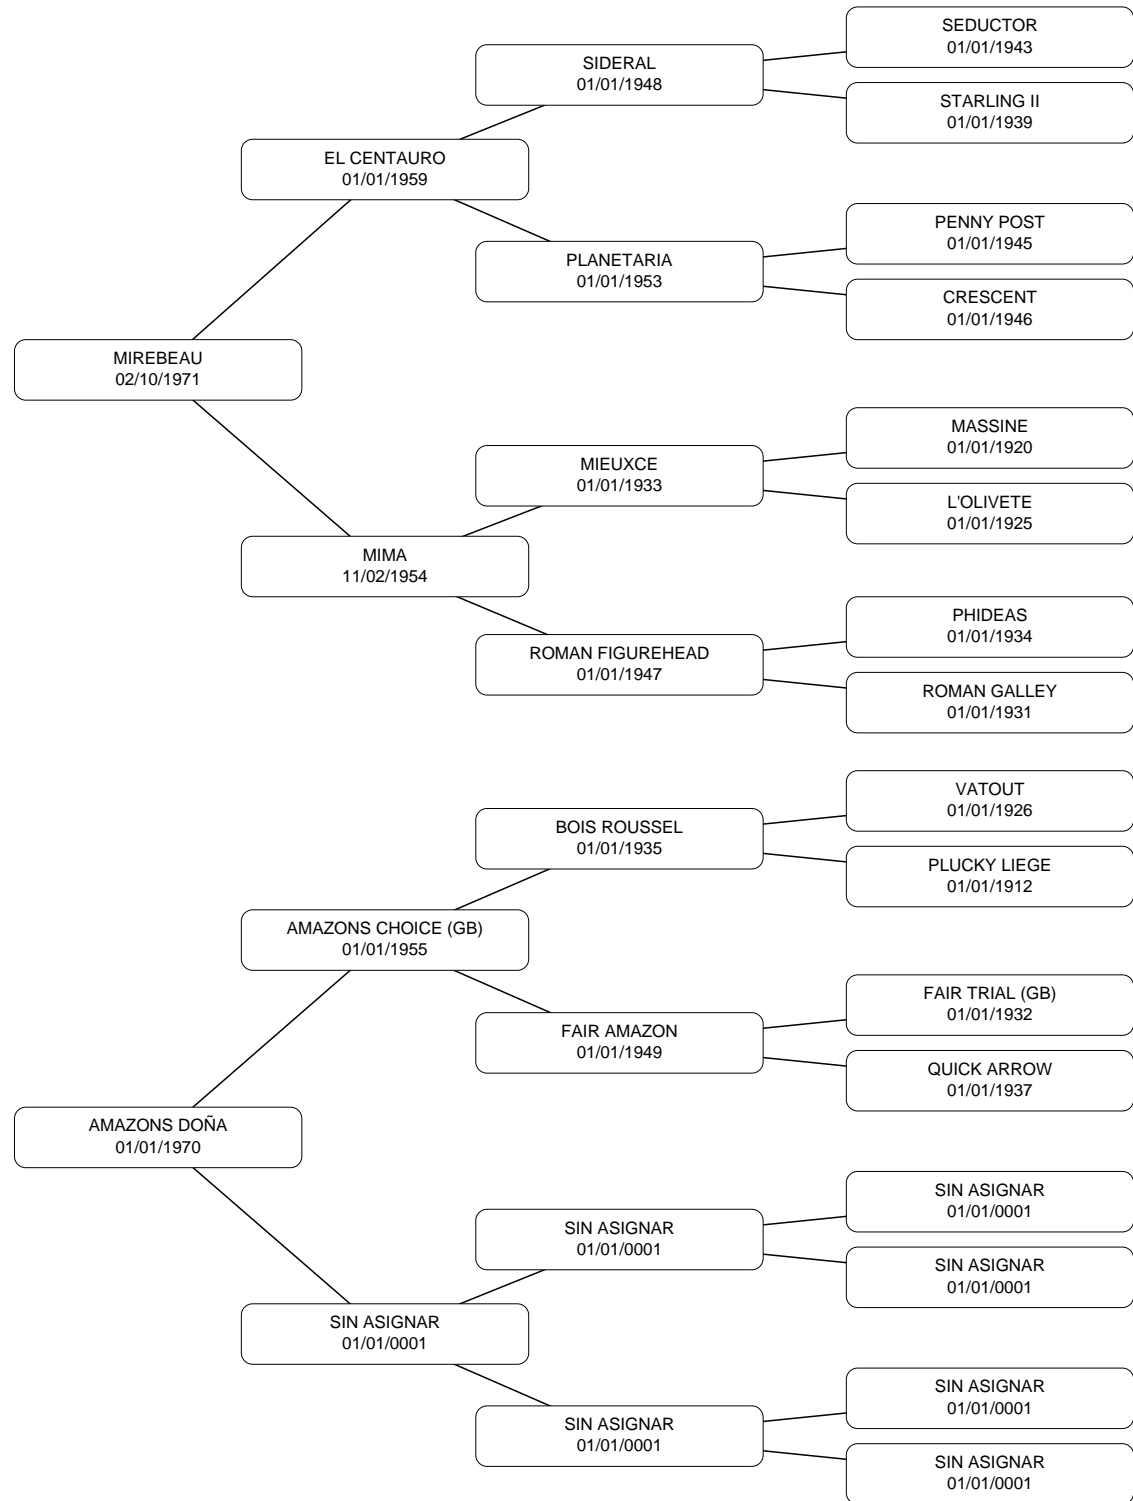 SEDUCTOR
01/01/1943
SIDERAL
01/01/1948
STARLING II
01/01/1939
EL CENTAURO
01/01/1959
PENNY POST
01/01/1945
PLANETARIA
01/01/1953
CRESCENT
01/01/1946
MIREBEAU
02/10/1971
MASSINE
01/01/1920
MIEUXCE
01/01/1933
L'OLIVETE
01/01/1925
MIMA
11/02/1954
PHIDEAS
01/01/1934
ROMAN FIGUREHEAD
01/01/1947
ROMAN GALLEY
01/01/1931
VATOUT
01/01/1926
BOIS ROUSSEL
01/01/1935
PLUCKY LIEGE
01/01/1912
AMAZONS CHOICE (GB)
01/01/1955
FAIR TRIAL (GB)
01/01/1932
FAIR AMAZON
01/01/1949
QUICK ARROW
01/01/1937
AMAZONS DOÑA
01/01/1970
SIN ASIGNAR
01/01/0001
SIN ASIGNAR
01/01/0001
SIN ASIGNAR
01/01/0001
SIN ASIGNAR
01/01/0001
SIN ASIGNAR
01/01/0001
SIN ASIGNAR
01/01/0001
SIN ASIGNAR
01/01/0001